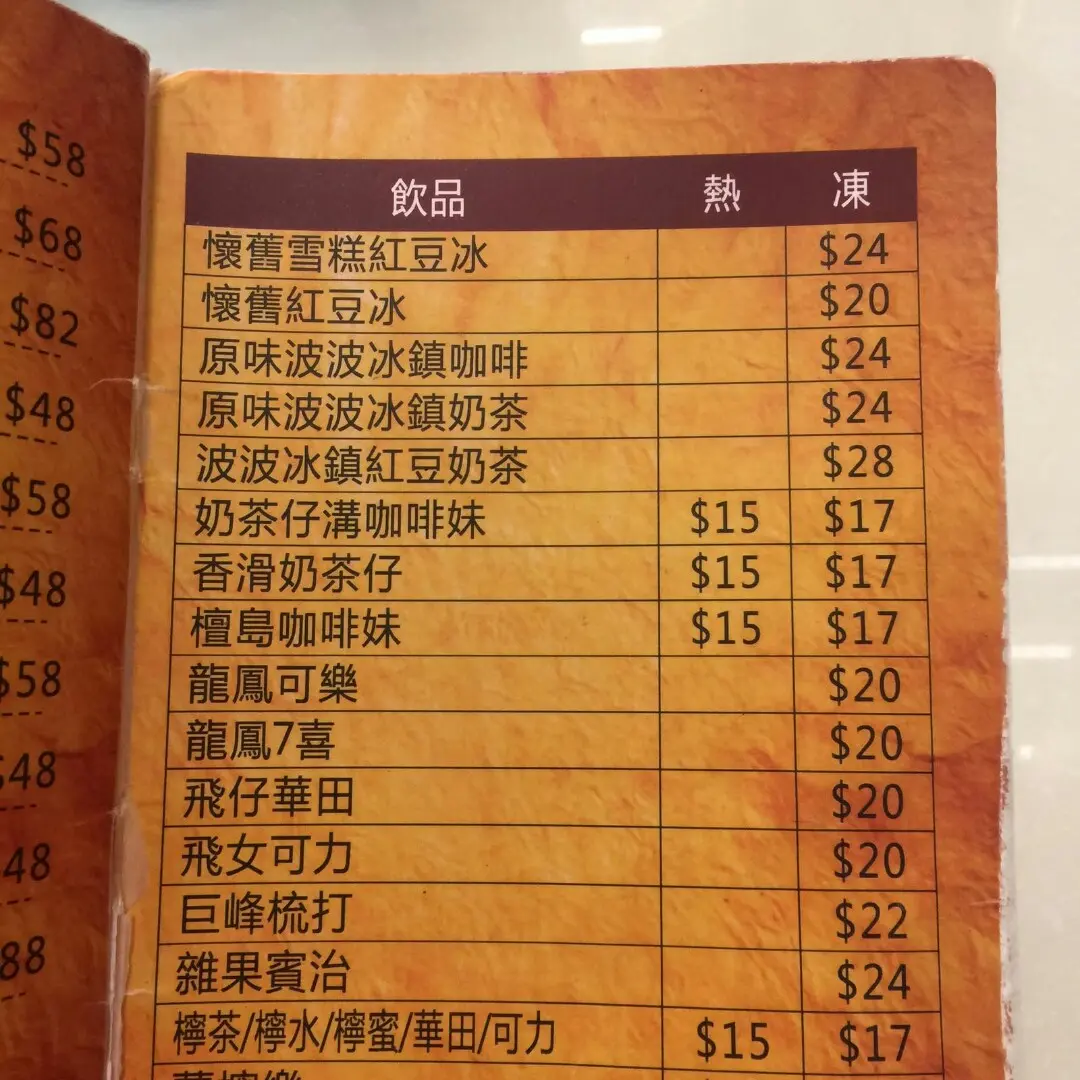 $58
$68
$82
$48
$58
$48
$58
$48
48
88
飲品 熱 凍
懷舊雪糕紅豆冰 $24
懷舊紅豆冰 $20
原味波波冰鎮咖啡 $24
原味波波冰鎮奶茶 $24
波波冰鎮紅豆奶茶 $28
奶茶仔溝咖啡妹 $15 $17
香滑奶茶仔 $15 $17
檀島咖啡妹 $15 $17
龍鳳可樂 $20
龍鳳7喜 $20
飛仔華田 $20
飛女可力 $20
巨峰梳打 $22
雜果賓治 $24
檸茶/檸水/檸蜜/華田/可力 $15 $17